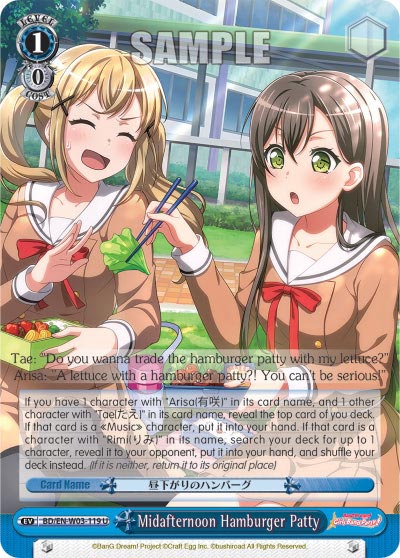 LEVEL
1
0
COST
SAMPLE
Tae: "Do you wanna trade the hamburger patty with my lettuce?"
Arisa: "A lettuce with a hamburger patty?! You can't be serious!"
If you have 1 character with "Arisa(有咲)" in its card name, and 1 other
character with "Tae(たえ)" in its card name, reveal the top card of you deck.
If that card is a «Music» character, put it into your hand. If that
card is a character with "Rimi(りみ)" in its name, search your deck for up to 1
character, reveal it to your opponent, put it into your hand, and shuffle your
deck instead. (If it is neither, return it to its original place)
Card Name 昼下がりのハンバーグ
EV BD/EN-W03-119 U Midafternoon Hamburger Patty
©BanG Dream! Project ©Craft Egg Inc. ©bushiroad All Rights Reserved.